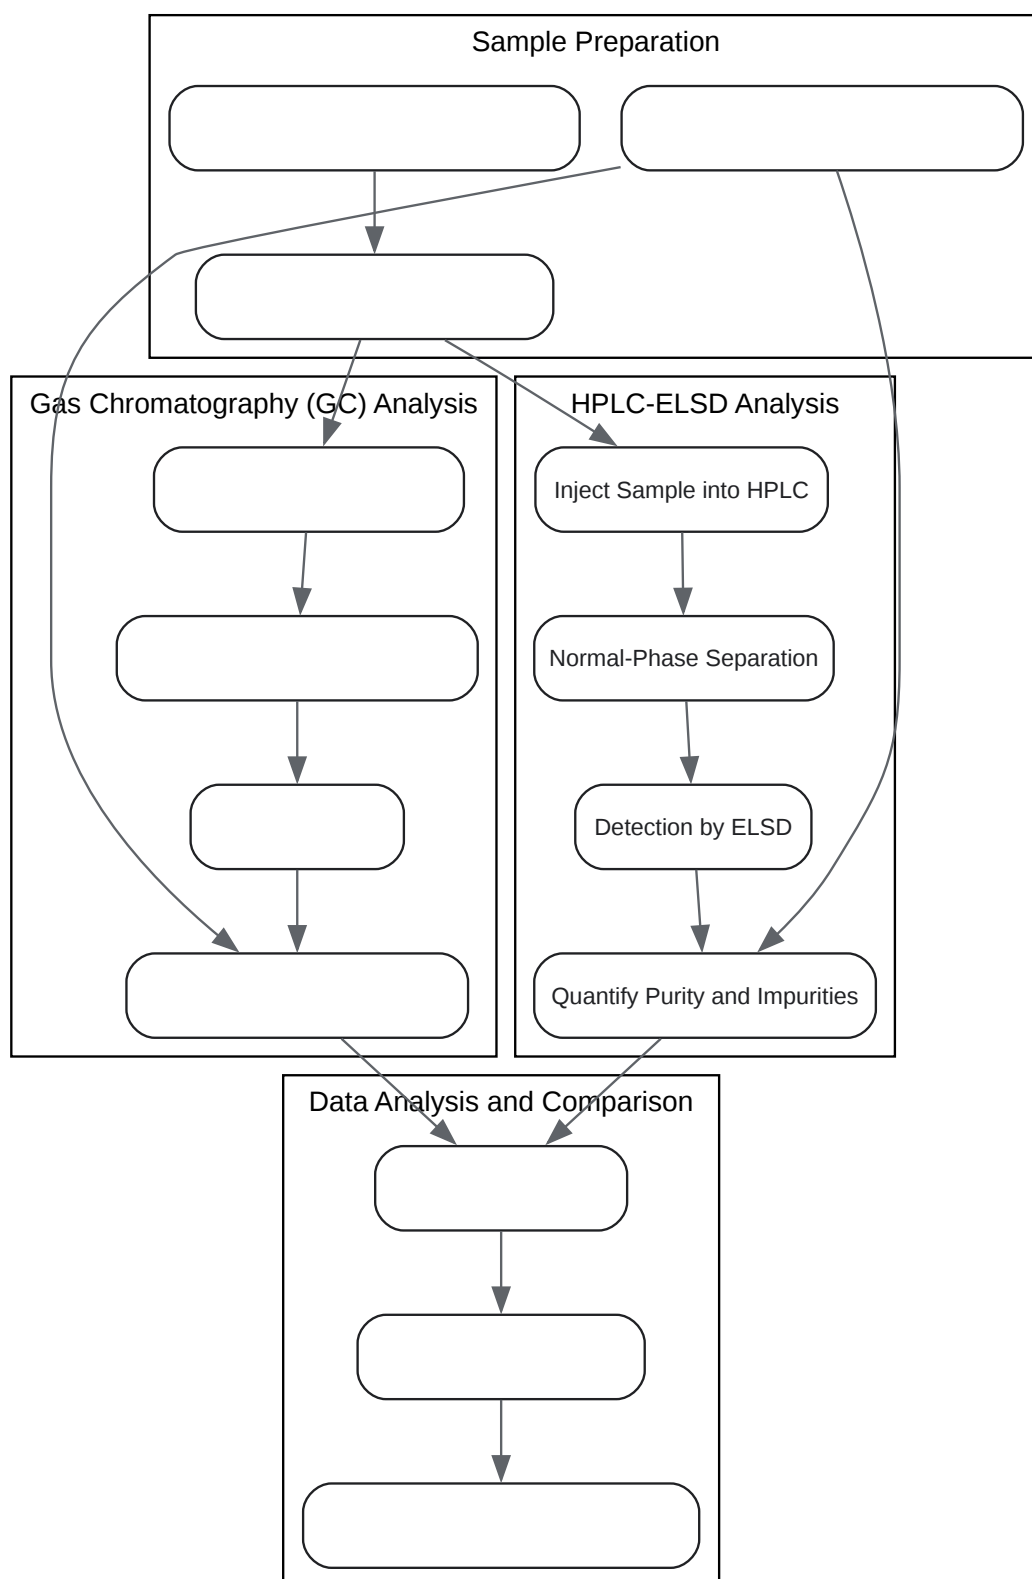 Sample Preparation
Gas Chromatography (GC) Analysis
HPLC-ELSD Analysis
Inject Sample into HPLC
Normal-Phase Separation
Detection by ELSD
Quantify Purity and Impurities
Data Analysis and Comparison